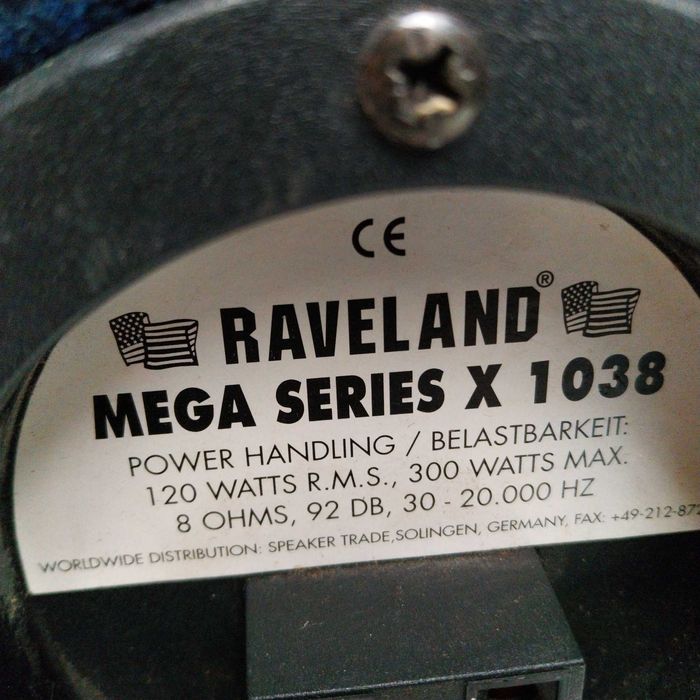 CE
RAVELAND®
MEGA SERIES X 1038
POWER HANDLING / BELASTBARKEIT:
120 WATTS R.M.S., 300 WATTS MAX.
8 OHMS, 92 DB, 30 - 20.000 HZ
WORLDWIDE DISTRIBUTION: SPEAKER TRADE,SOLINGEN, GERMANY, FAX: +49-212-872